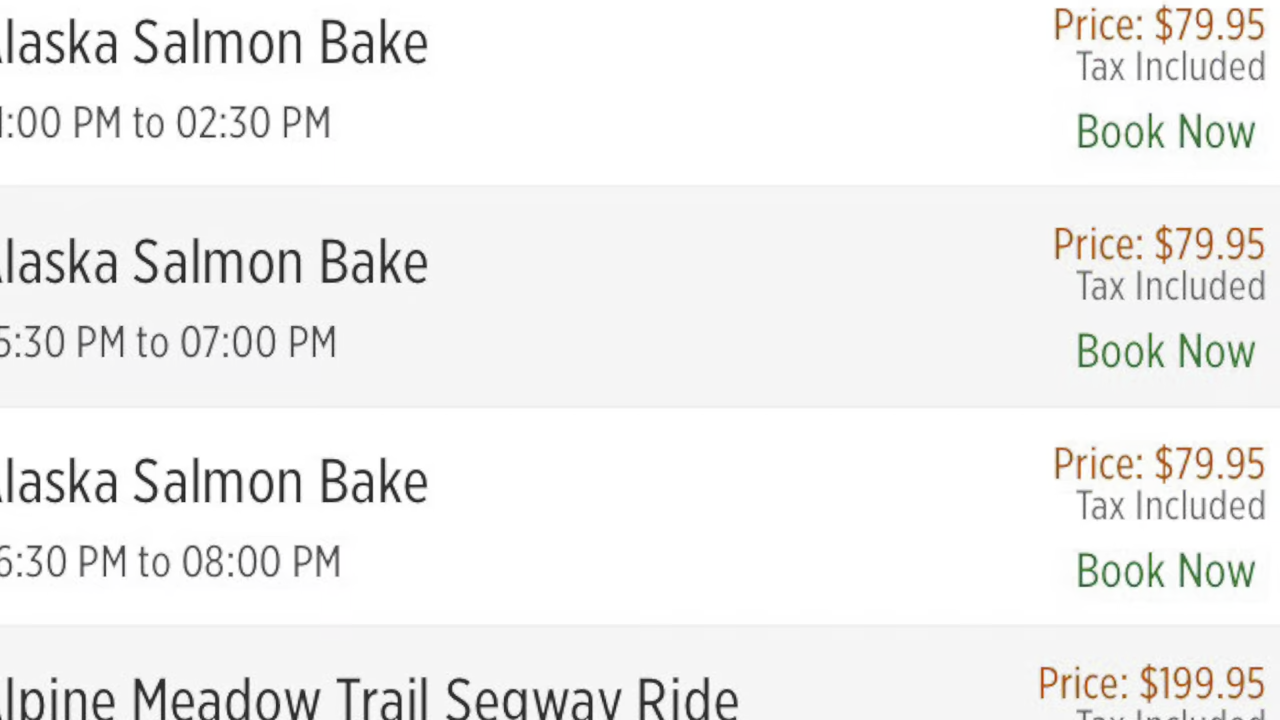 laska Salmon Bake
Price: $79.95
Tax Included
:00 PM to 02:30 PM
Book Now
laska Salmon Bake
Price: $79.95
Tax Included
5:30 PM to 07:00 PM
Book Now
laska Salmon Bake
Price: $79.95
Tax Included
6:30 PM to 08:00 PM
Book Now
lpine Meadow Trail Segway Ride
Price: $199.95
Tax Included